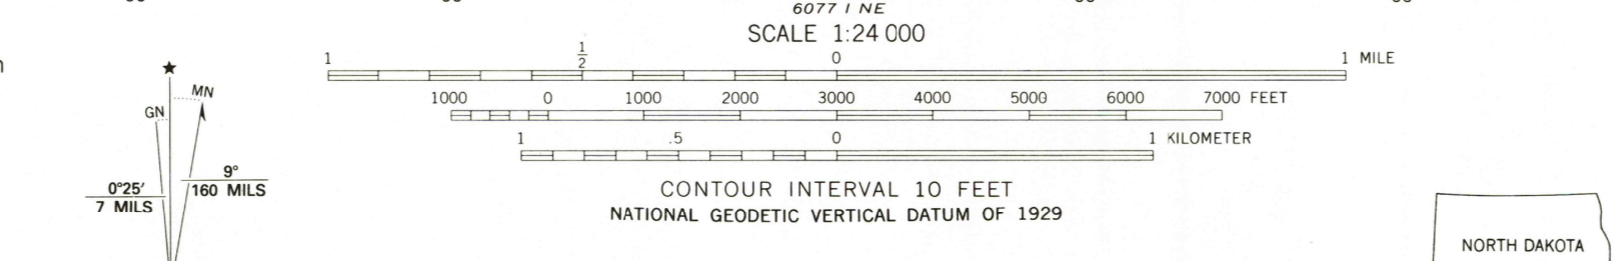 6077 I NE
SCALE 1:24 000
1 1/2 0 1 MILE
1000 0 1000 2000 3000 4000 5000 6000 7000 FEET
1 .5 0 1 KILOMETER
CONTOUR INTERVAL 10 FEET
NATIONAL GEODETIC VERTICAL DATUM OF 1929
★
MN
GN
9°
160 MILS
0°25′
7 MILS
NORTH DAKOTA